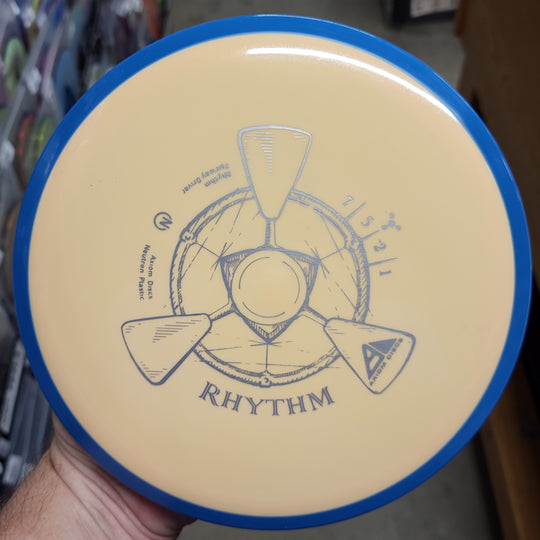 Rhythm
Fairway Driver
7 5 2 1
N
Axiom Discs
Neutron Plastic
AXIOM DISCS
RHYTHM